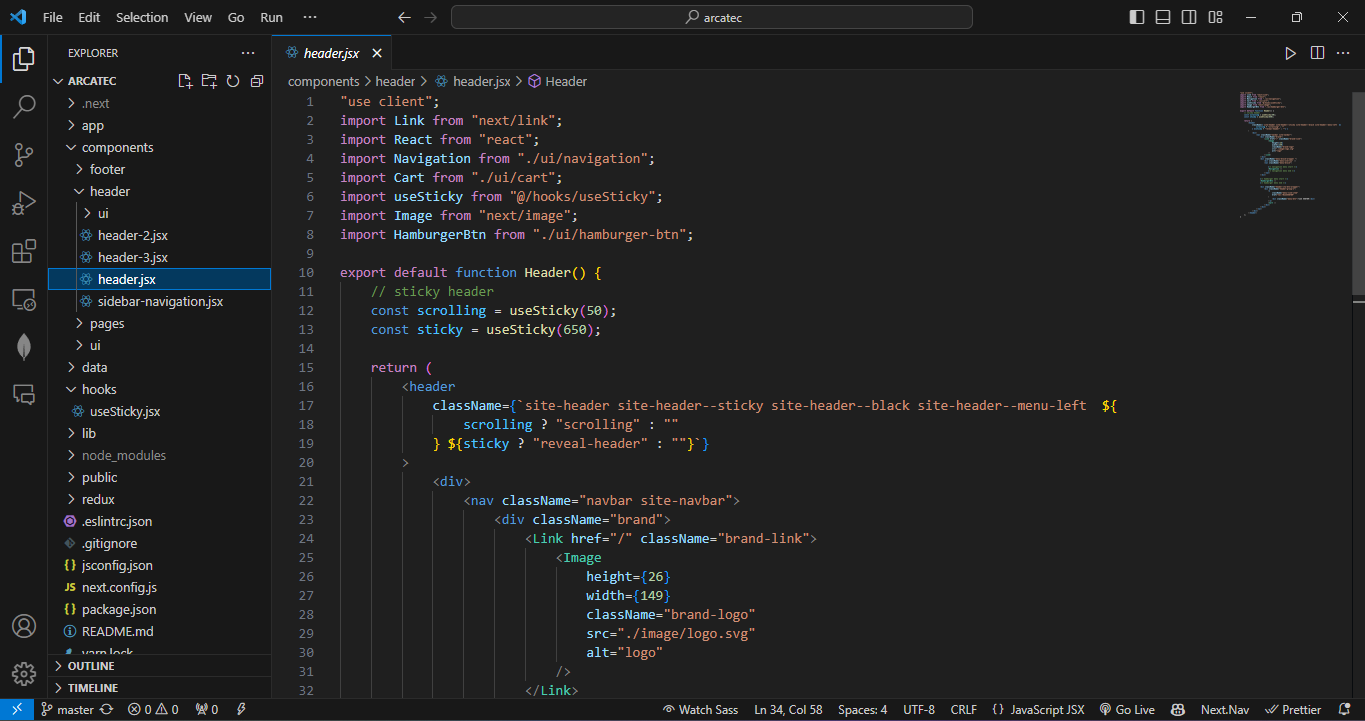 File Edit Selection View Go Run ··· arcatec
EXPLORER ···
ARCATEC
.next
app
components
footer
header
ui
header-2.jsx
header-3.jsx
header.jsx
sidebar-navigation.jsx
pages
ui
data
hooks
useSticky.jsx
lib
node_modules
public
redux
.eslintrc.json
.gitignore
{} jsconfig.json
JS next.config.js
{} package.json
README.md
yarn.lock
OUTLINE
TIMELINE
header.jsx
components > header > header.jsx > Header
1 "use client";
2 import Link from "next/link";
3 import React from "react";
4 import Navigation from "./ui/navigation";
5 import Cart from "./ui/cart";
6 import useSticky from "@/hooks/useSticky";
7 import Image from "next/image";
8 import HamburgerBtn from "./ui/hamburger-btn";
9
10 export default function Header() {
11 // sticky header
12 const scrolling = useSticky(50);
13 const sticky = useSticky(650);
14
15 return (
16 <header
17 className={`site-header site-header--sticky site-header--black site-header--menu-left  ${
18 scrolling ? "scrolling" : ""
19 } ${sticky ? "reveal-header" : ""}`}
20 >
21 <div>
22 <nav className="navbar site-navbar">
23 <div className="brand">
24 <Link href="/" className="brand-link">
25 <Image
26 height={26}
27 width={149}
28 className="brand-logo"
29 src="./image/logo.svg"
30 alt="logo"
31 />
32 </Link>
master 0 0 0 Watch Sass Ln 34, Col 58 Spaces: 4 UTF-8 CRLF {} JavaScript JSX Go Live Next.Nav Prettier